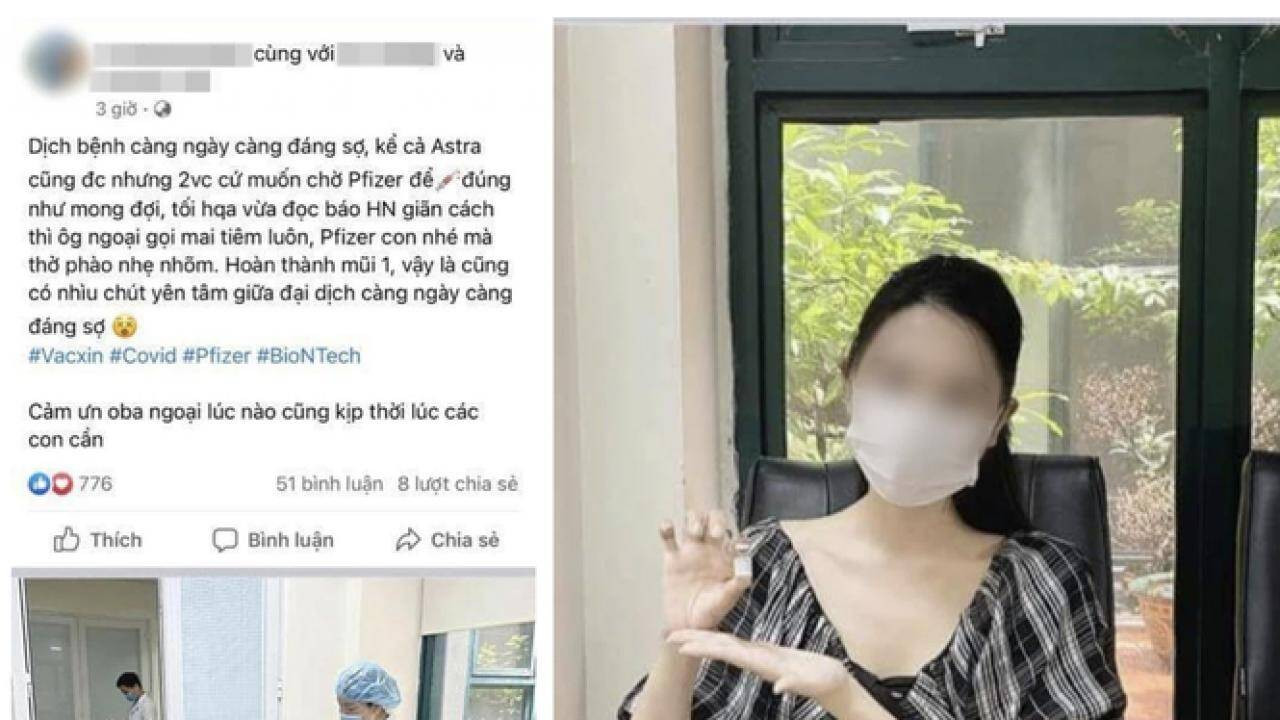 cùng với và
3 giờ ·
Dịch bệnh càng ngày càng đáng sợ, kể cả Astra
cũng đc nhưng 2vc cứ muốn chờ Pfizer để💉đúng
như mong đợi, tối hqa vừa đọc báo HN giãn cách
thì ôg ngoại gọi mai tiêm luôn, Pfizer con nhé mà
thở phào nhẹ nhõm. Hoàn thành mũi 1, vậy là cũng
có nhìu chút yên tâm giữa đại dịch càng ngày càng
đáng sợ 😵
#Vacxin #Covid #Pfizer #BioNTech
Cảm ưn oba ngoại lúc nào cũng kịp thời lúc các
con cần
776 51 bình luận 8 lượt chia sẻ
Thích Bình luận Chia sẻ